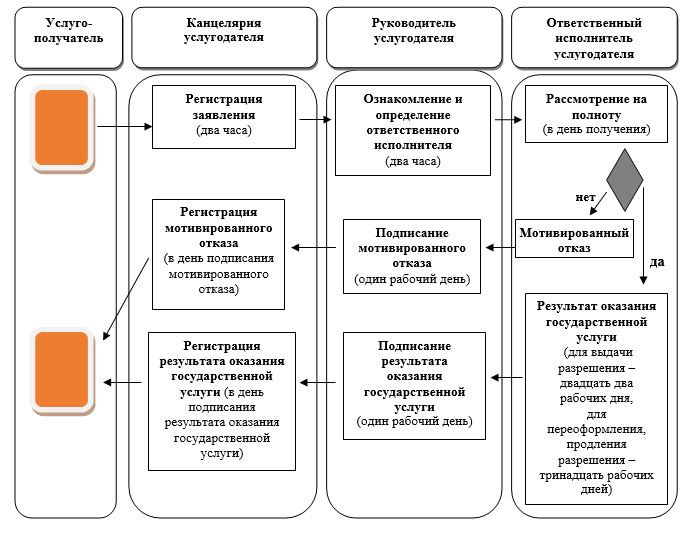 Услуго-
получатель
Канцелярия
услугодателя
Руководитель
услугодателя
Ответственный
исполнитель
услугодателя
Регистрация
заявления
(два часа)
Ознакомление и
определение
ответственного
исполнителя
(два часа)
Рассмотрение на
полноту
(в день получения)
нет
да
Мотивированный
отказ
Подписание
мотивированного
отказа
(один рабочий день)
Регистрация
мотивированного
отказа
(в день подписания
мотивированного
отказа)
Результат оказания
государственной
услуги
(для выдачи
разрешения –
двадцать два
рабочих дня,
для
переоформления,
продления
разрешения –
тринадцать рабочих
дней)
Подписание
результата
оказания
государственной
услуги
(один рабочий день)
Регистрация
результата оказания
государственной
услуги (в день
подписания
результата оказания
государственной
услуги)